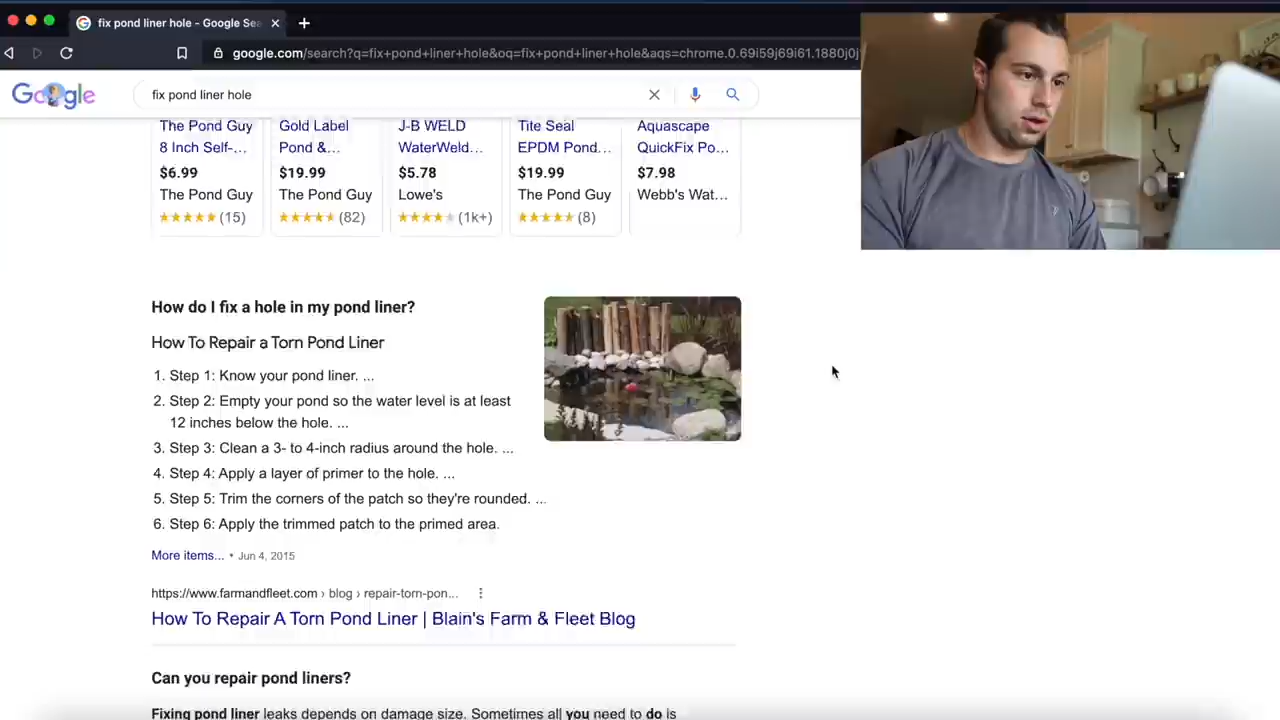 fix pond liner hole - Google Sea
google.com/search?q=fix+pond+liner+hole&oq=fix+pond+liner+hole&aqs=chrome.0.69i59j69i61.1880j0j
Google
fix pond liner hole
The Pond Guy
8 Inch Self-...
$6.99
The Pond Guy
(15)
Gold Label
Pond &...
$19.99
The Pond Guy
(82)
J-B WELD
WaterWeld...
$5.78
Lowe's
(1k+)
Tite Seal
EPDM Pond...
$19.99
The Pond Guy
(8)
Aquascape
QuickFix Po...
$7.98
Webb's Wat...
How do I fix a hole in my pond liner?
How To Repair a Torn Pond Liner
1. Step 1: Know your pond liner. ...
2. Step 2: Empty your pond so the water level is at least
12 inches below the hole. ...
3. Step 3: Clean a 3- to 4-inch radius around the hole. ...
4. Step 4: Apply a layer of primer to the hole. ...
5. Step 5: Trim the corners of the patch so they're rounded. ...
6. Step 6: Apply the trimmed patch to the primed area.
More items... • Jun 4, 2015
https://www.farmandfleet.com › blog › repair-torn-pon...
How To Repair A Torn Pond Liner | Blain's Farm & Fleet Blog
Can you repair pond liners?
Fixing pond liner leaks depends on damage size. Sometimes all you need to do is